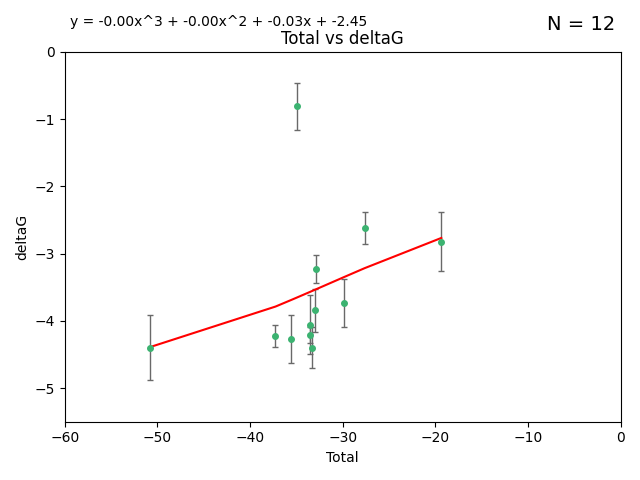 y = -0.00x^3 + -0.00x^2 + -0.03x + -2.45
N = 12
Total vs deltaG
0
−1
−2
−3
−4
−5
deltaG
−60 −50 −40 −30 −20 −10 0
Total